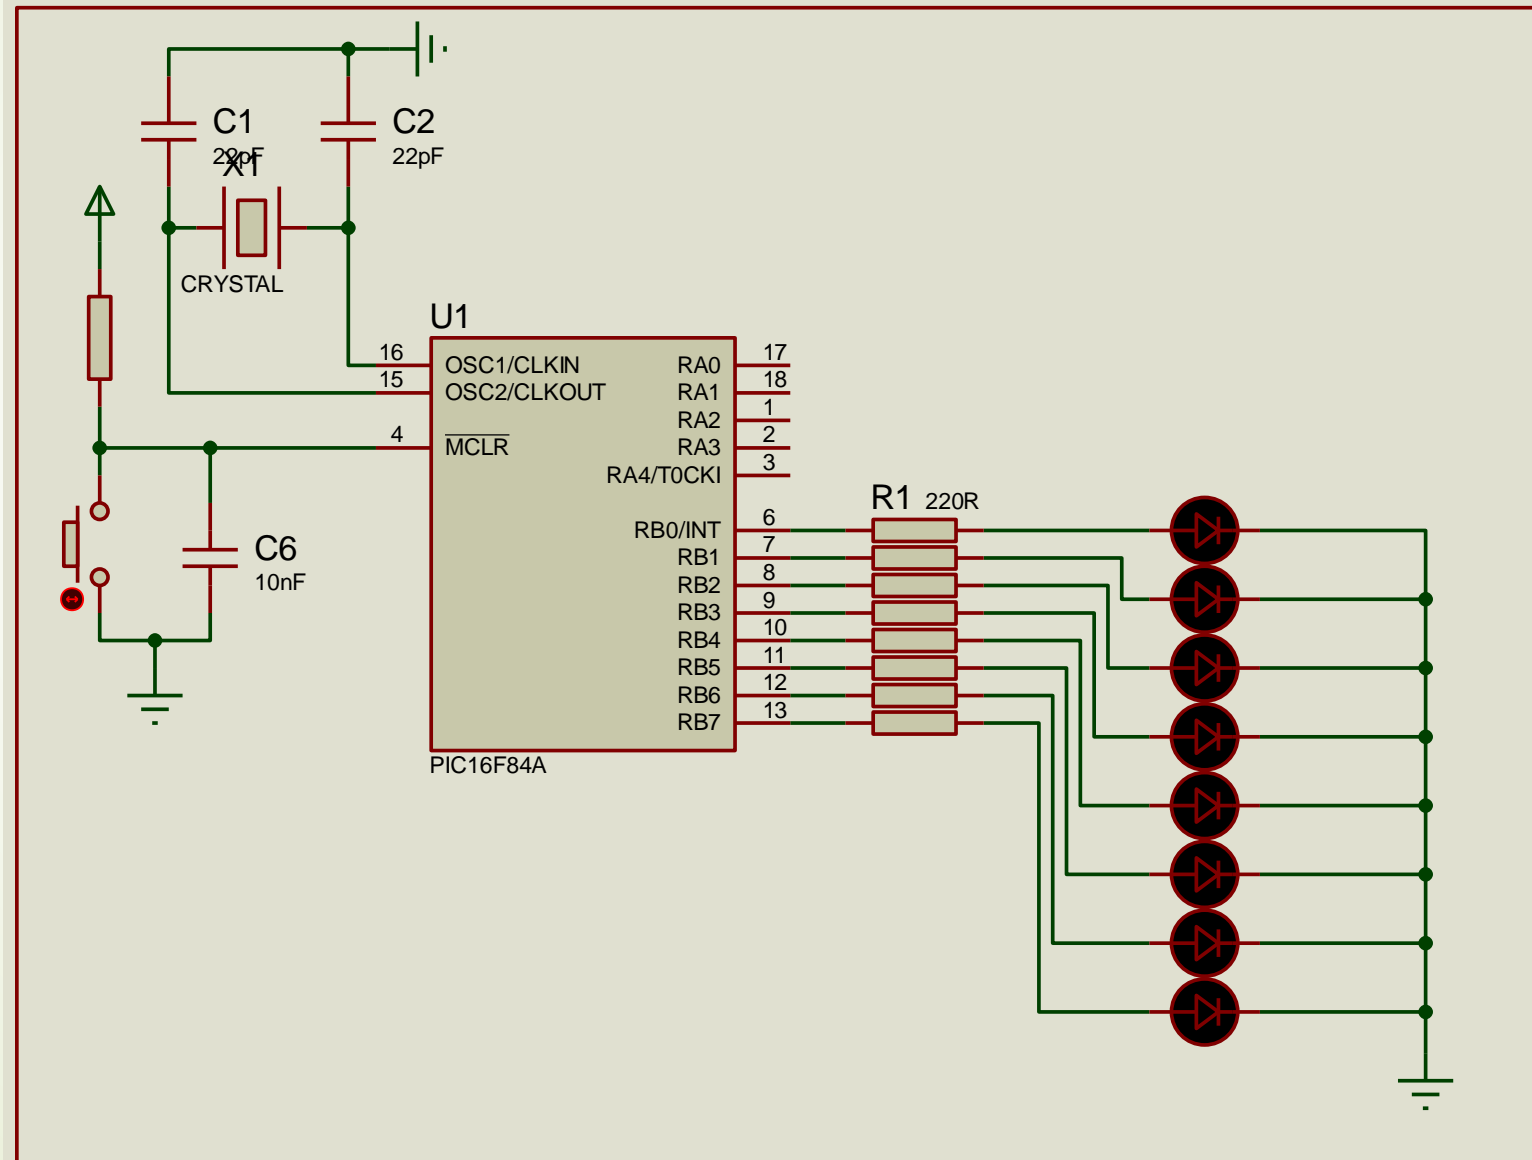 C1
22pF
C2
22pF
X1
CRYSTAL
U1
16
OSC1/CLKIN
RA0
17
15
OSC2/CLKOUT
RA1
18
RA2
1
4
MCLR
RA3
2
RA4/T0CKI
3
R1 220R
RB0/INT
6
RB1
7
RB2
8
RB3
9
RB4
10
RB5
11
RB6
12
RB7
13
C6
10nF
PIC16F84A